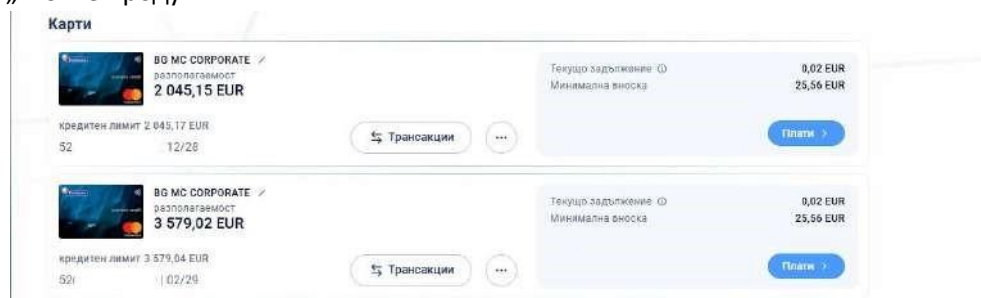 Карти
BG MC CORPORATE
разполагаемост
2 045,15 EUR
кредитен лимит 2 045,17 EUR
52 12/28
Трансакции
Текущо задължение 0,02 EUR
Минимална вноска 25,56 EUR
Плати
BG MC CORPORATE
разполагаемост
3 579,02 EUR
кредитен лимит 3 579,04 EUR
52 02/29
Трансакции
Текущо задължение 0,02 EUR
Минимална вноска 25,56 EUR
Плати